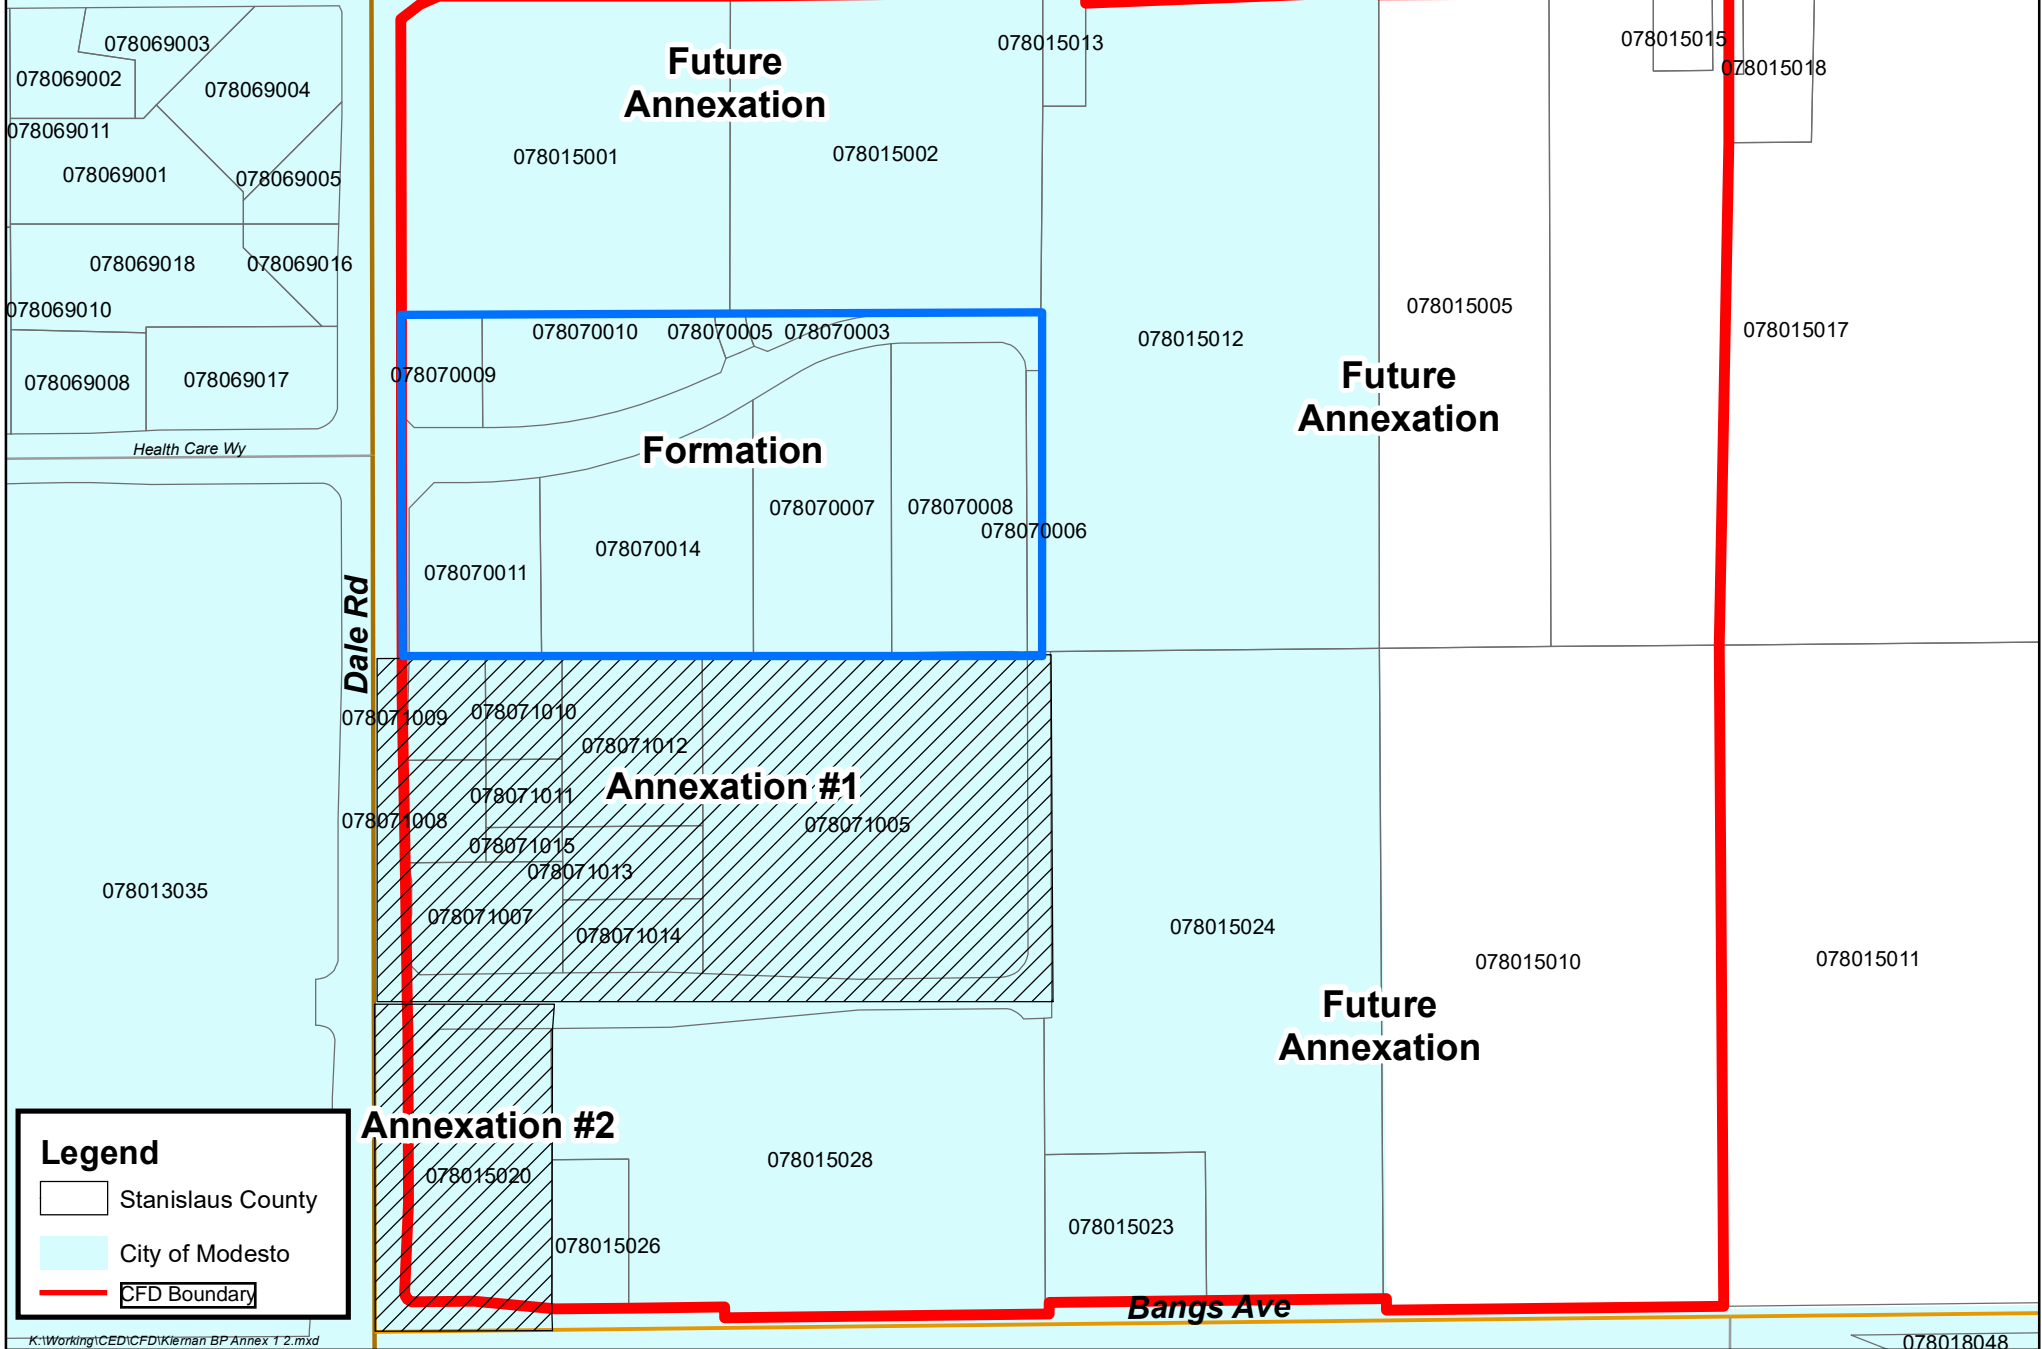 078069003
078015013
078015015
Future
Annexation
078015018
078069002
078069004
078069011
078015001
078015002
078069001
078069005
078069018
078069016
078069010
078015005
078070010
078070005
078070003
078015012
078015017
078070009
078069008
078069017
Future
Annexation
Health Care Wy
Formation
078070007
078070008
078070006
078070014
078070011
Dale Rd
078071009
078071010
078071012
Annexation #1
078071011
078071008
078071005
078071015
078071013
078013035
078071007
078071014
078015024
078015010
078015011
Future
Annexation
Annexation #2
078015020
078015028
078015026
078015023
Legend
Stanislaus County
City of Modesto
CFD Boundary
Bangs Ave
K:\Working\CED\CFD\Kiernan BP Annex 1 2.mxd
078018048